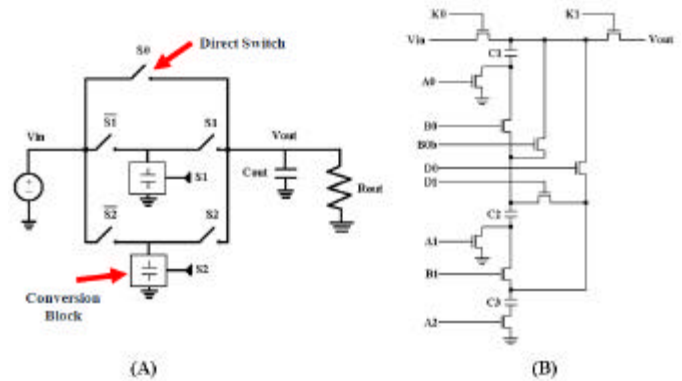 S0
Direct Switch
Vin
S1
S1
Vout
S1
Cout
Rout
S2
S2
S2
Conversion
Block
(A)
K0
K1
Vin
Vout
C1
A0
B0
B0b
D0
D1
C2
A1
B1
C3
A2
(B)